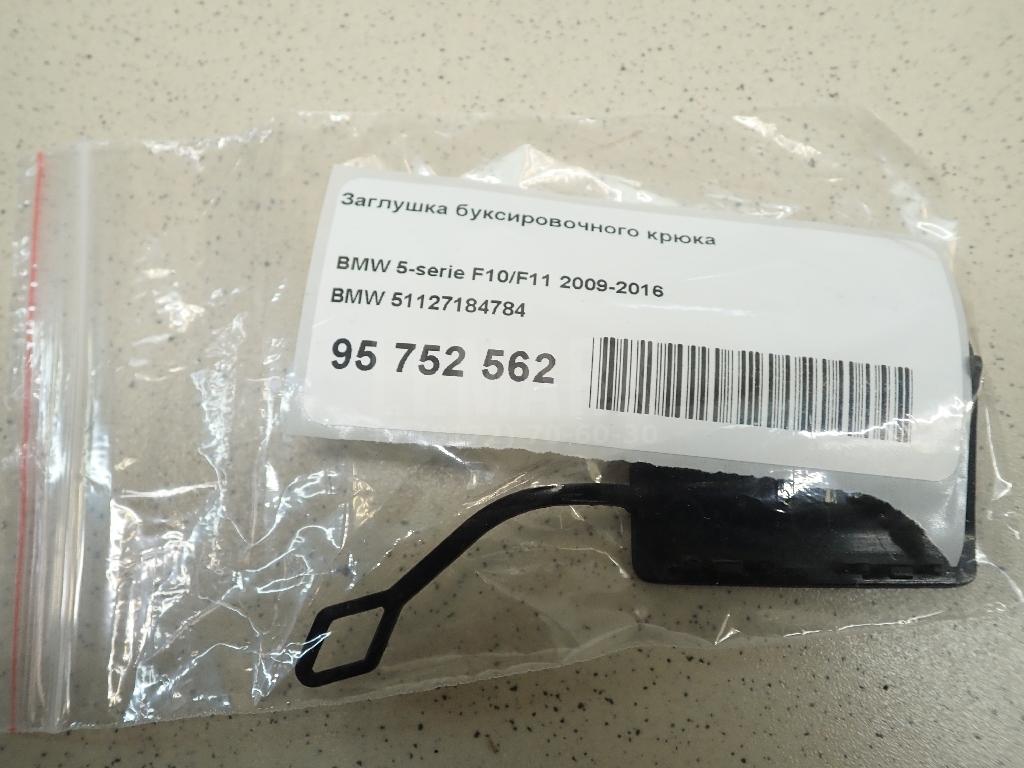 Заглушка буксировочного крюка
BMW 5-serie F10/F11 2009-2016
BMW 51127184784
95 752 562